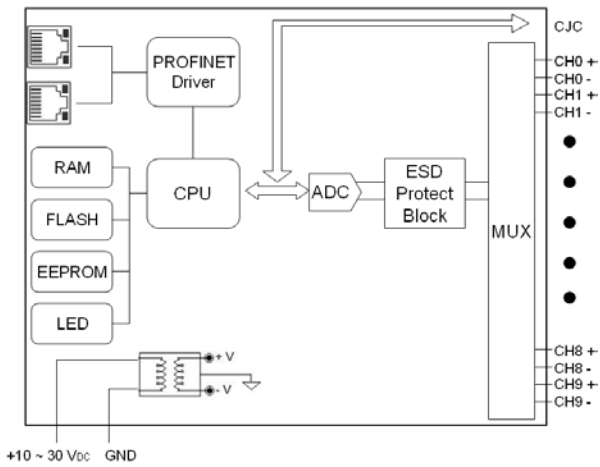 CJC
PROFINET
Driver
CH0 +
CH0 -
CH1 +
CH1 -
RAM
CPU
ADC
ESD
Protect
Block
FLASH
MUX
EEPROM
LED
+ V
- V
CH8 +
CH8 -
CH9 +
CH9 -
+10 ~ 30 VDC GND